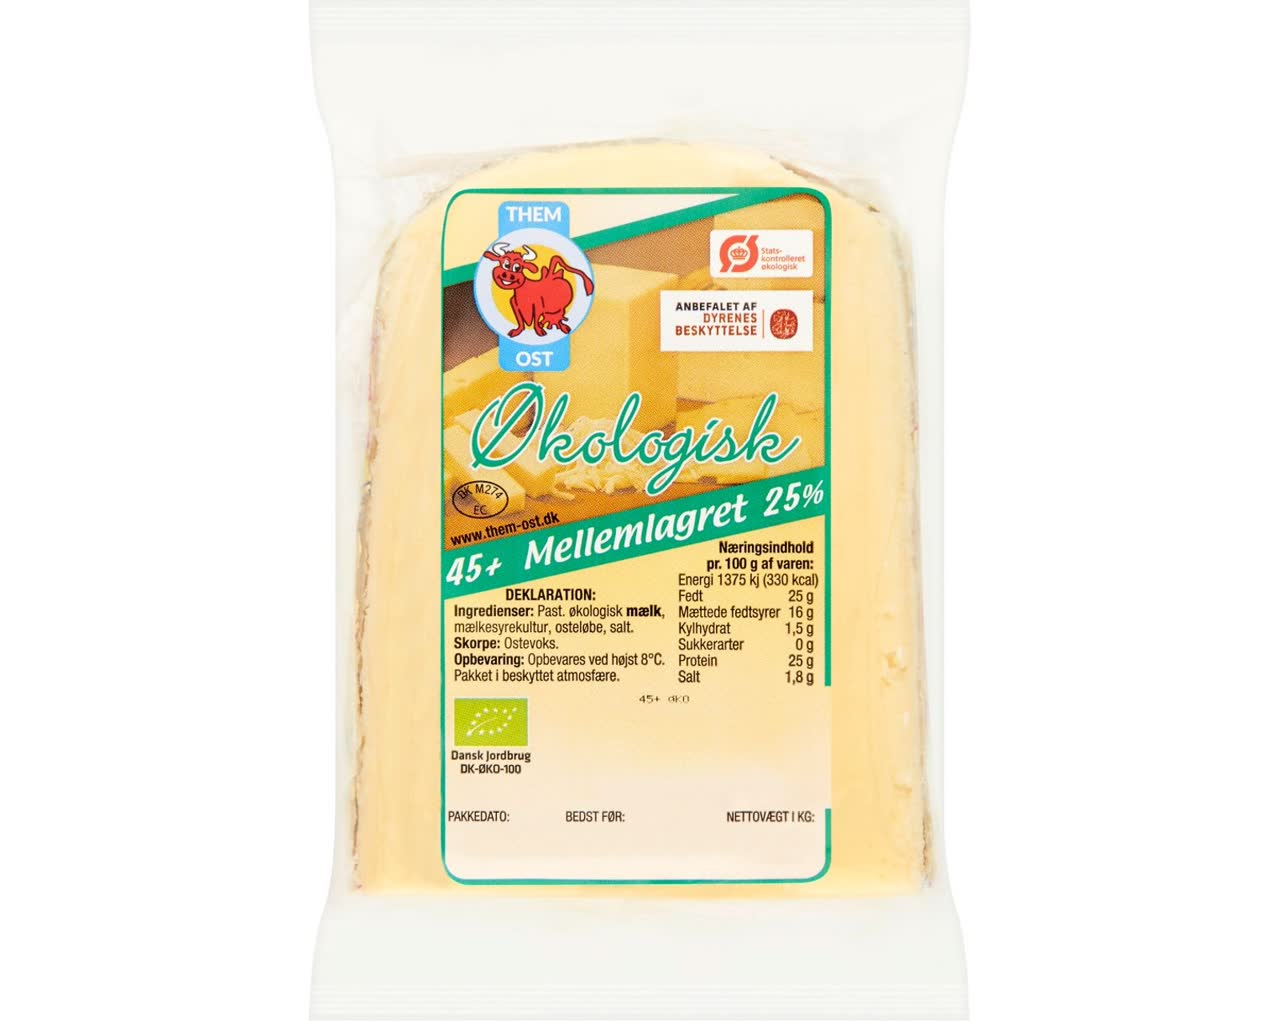 THEM
OST
Stats-
kontrolleret
økologisk
ANBEFALET AF
DYRENES
BESKYTTELSE
Økologisk
DK M274
EC
www.them-ost.dk
45+ Mellemlagret 25%
DEKLARATION:
Ingredienser: Past. økologisk mælk,
mælkesyrekultur, osteløbe, salt.
Skorpe: Ostevoks.
Opbevaring: Opbevares ved højst 8°C.
Pakket i beskyttet atmosfære.
Næringsindhold
pr. 100 g af varen:
Energi 1375 kj (330 kcal)
Fedt 25 g
Mættede fedtsyrer 16 g
Kylhydrat 1,5 g
Sukkerarter 0 g
Protein 25 g
Salt 1,8 g
45+ ØKO
Dansk Jordbrug
DK-ØKO-100
PAKKEDATO: BEDST FØR: NETTOVÆGT I KG: